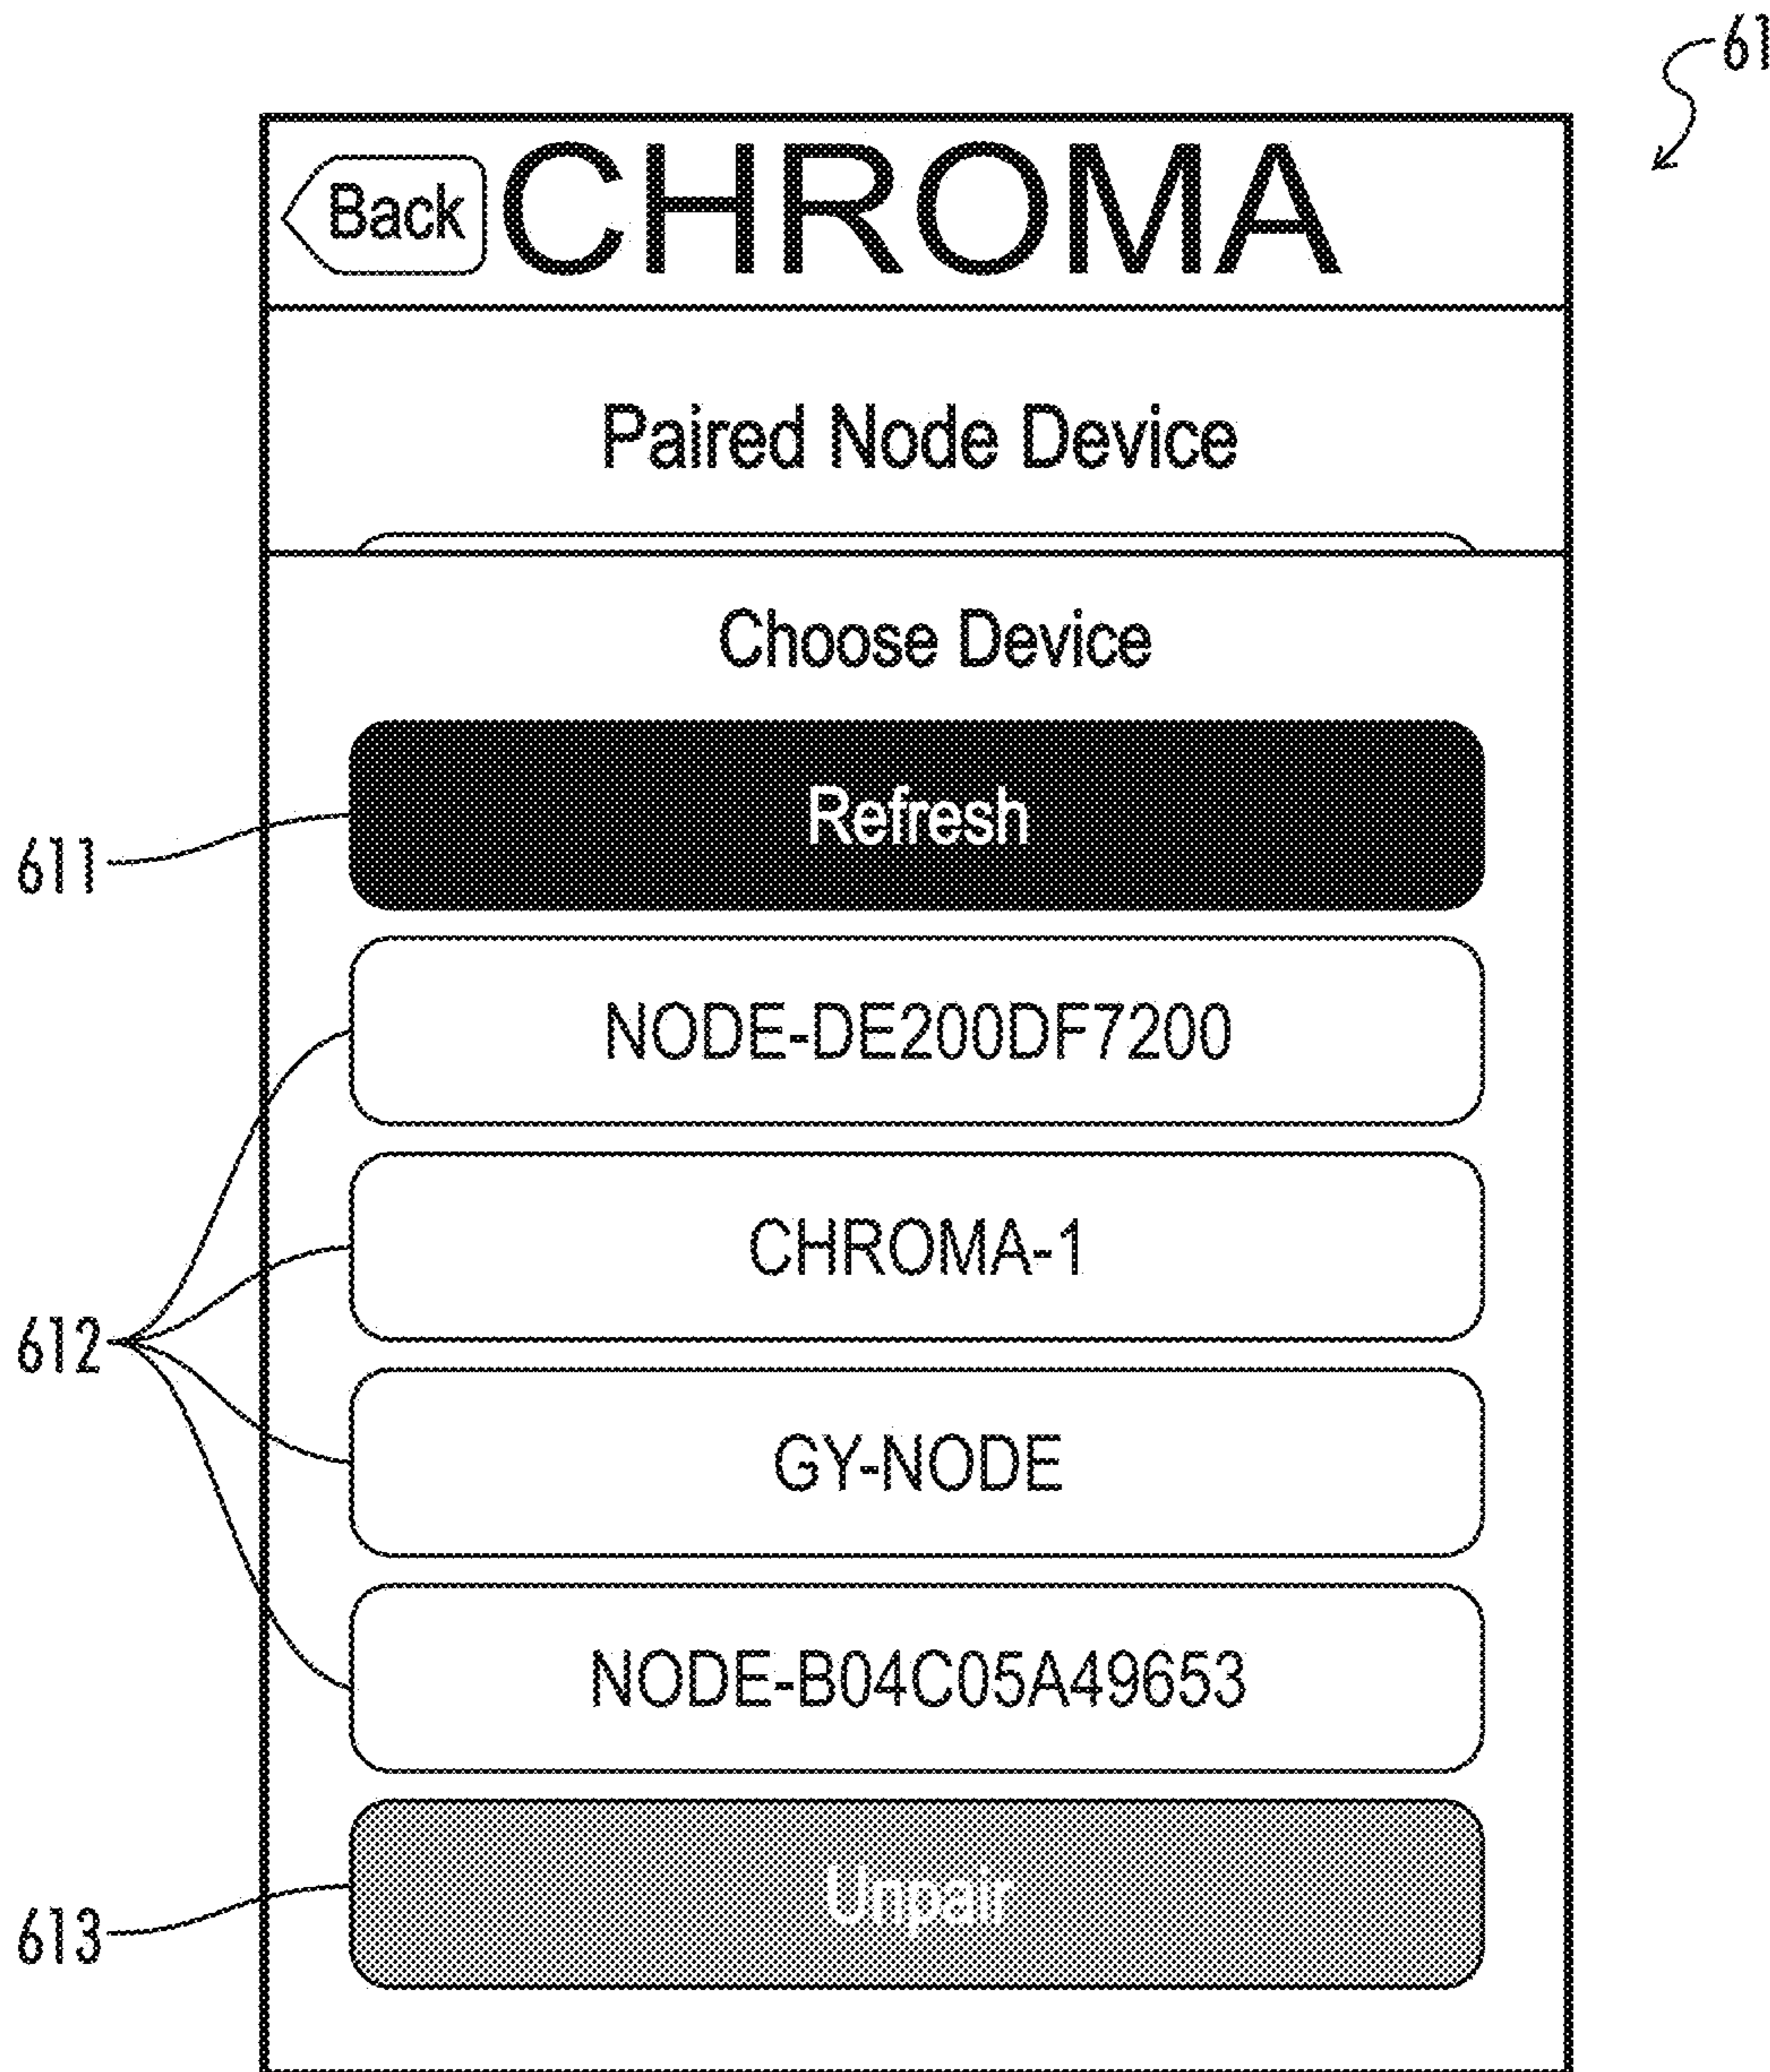 61
Back CHROMA
Paired Node Device
Choose Device
611 Refresh
NODE-DE200DF7200
CHROMA-1
612
GY-NODE
NODE-B04C05A49653
613 Unpair